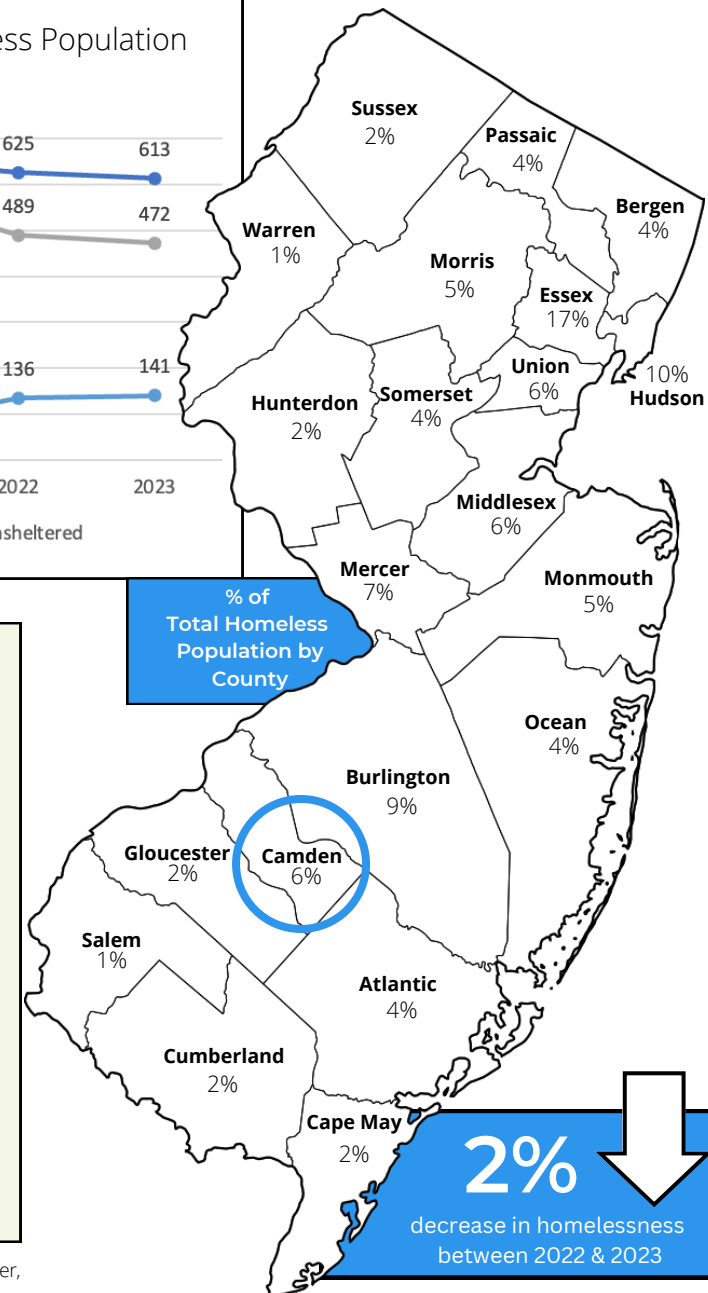 Population
625
613
489
472
136
141
2022
2023
Sussex
2%
Passaic
4%
Bergen
4%
Warren
1%
Morris
5%
Essex
17%
Union
6%
10%
Hudson
Hunterdon
2%
Somerset
4%
Middlesex
6%
Mercer
7%
Monmouth
5%
% of
Total Homeless
Population by
County
Ocean
4%
Burlington
9%
Gloucester
2%
Camden
6%
Salem
1%
Atlantic
4%
Cumberland
2%
Cape May
2%
2%
decrease in homelessness
between 2022 & 2023